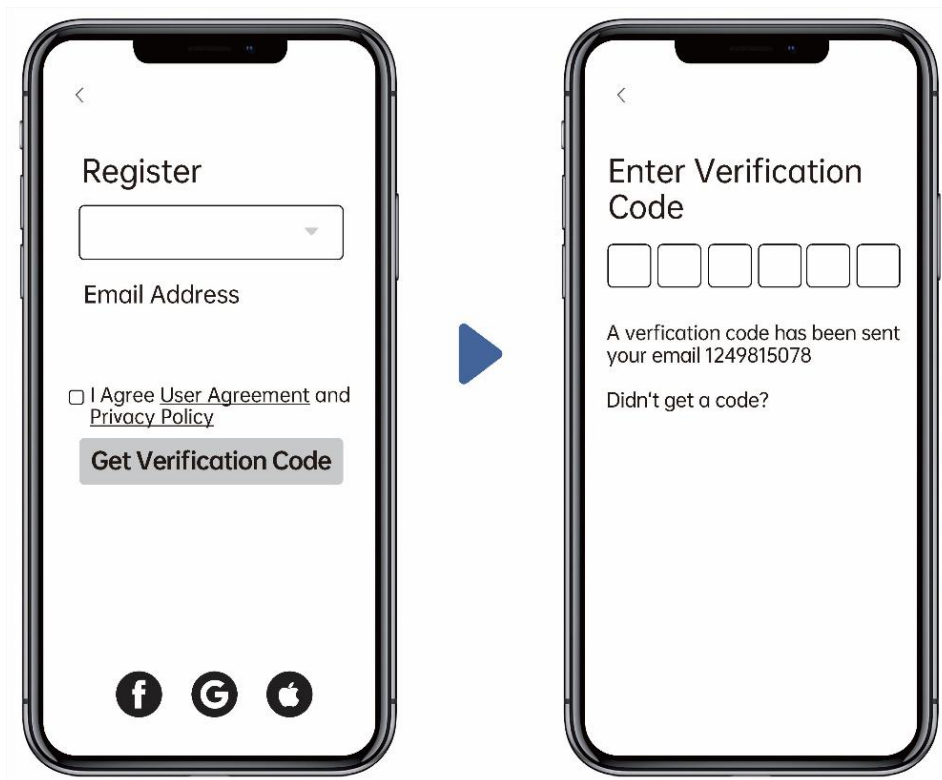 Register
Email Address
I Agree User Agreement and
Privacy Policy
Get Verification Code
Enter Verification
Code
A verfication code has been sent
your email 1249815078
Didn't get a code?